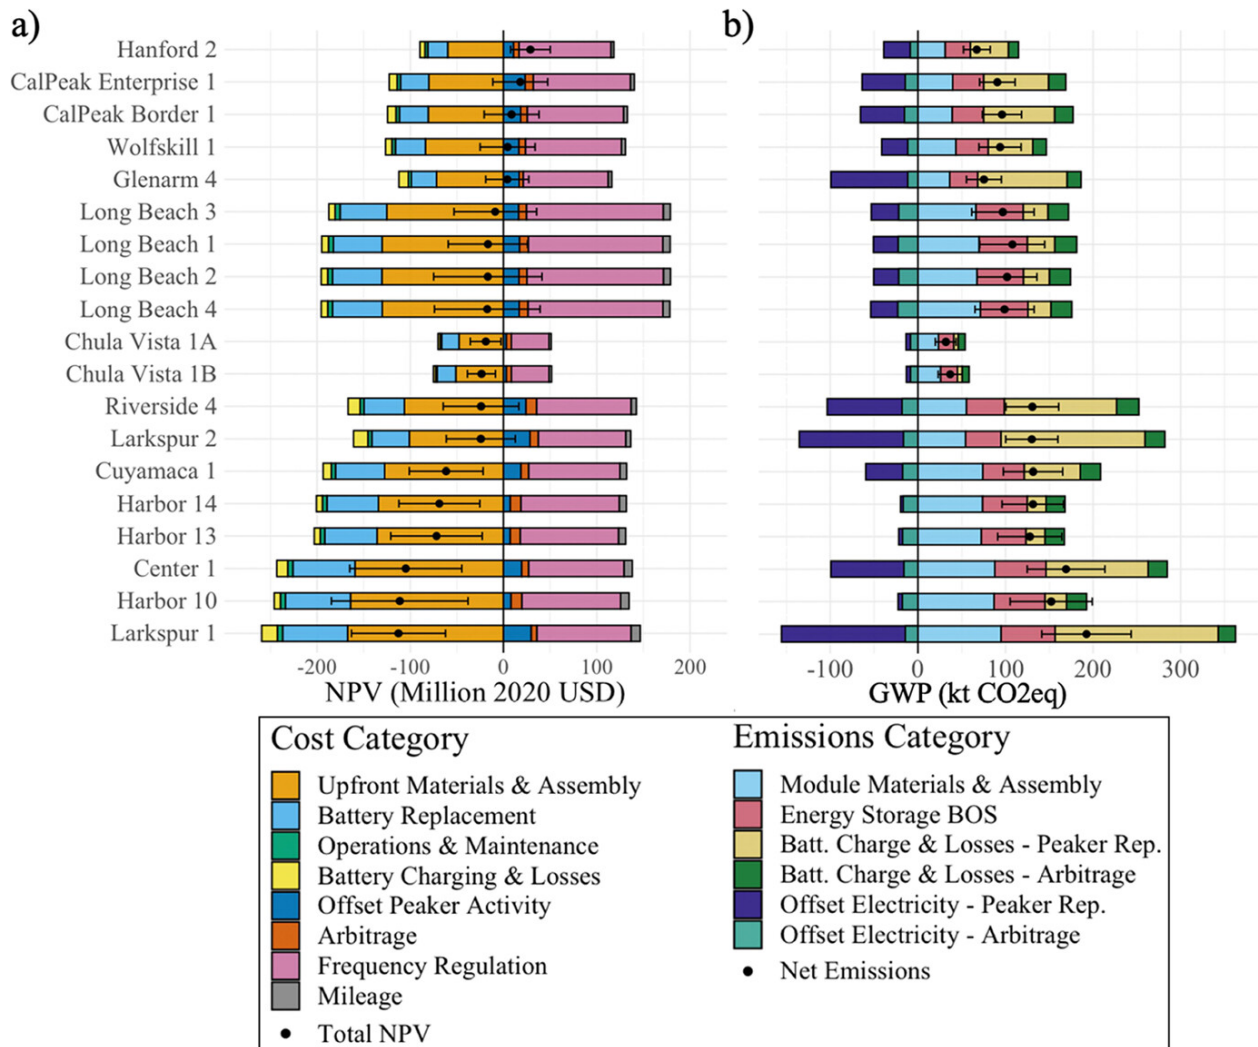 a)
Hanford 2
CalPeak Enterprise 1
CalPeak Border 1
Wolfskill 1
Glenarm 4
Long Beach 3
Long Beach 1
Long Beach 2
Long Beach 4
Chula Vista 1A
Chula Vista 1B
Riverside 4
Larkspur 2
Cuyamaca 1
Harbor 14
Harbor 13
Center 1
Harbor 10
Larkspur 1
-200 -100 0 100 200
NPV (Million 2020 USD)
b)
-100 0 100 200 300
GWP (kt CO2eq)
Cost Category
Upfront Materials & Assembly
Battery Replacement
Operations & Maintenance
Battery Charging & Losses
Offset Peaker Activity
Arbitrage
Frequency Regulation
Mileage
Total NPV
Emissions Category
Module Materials & Assembly
Energy Storage BOS
Batt. Charge & Losses - Peaker Rep.
Batt. Charge & Losses - Arbitrage
Offset Electricity - Peaker Rep.
Offset Electricity - Arbitrage
Net Emissions